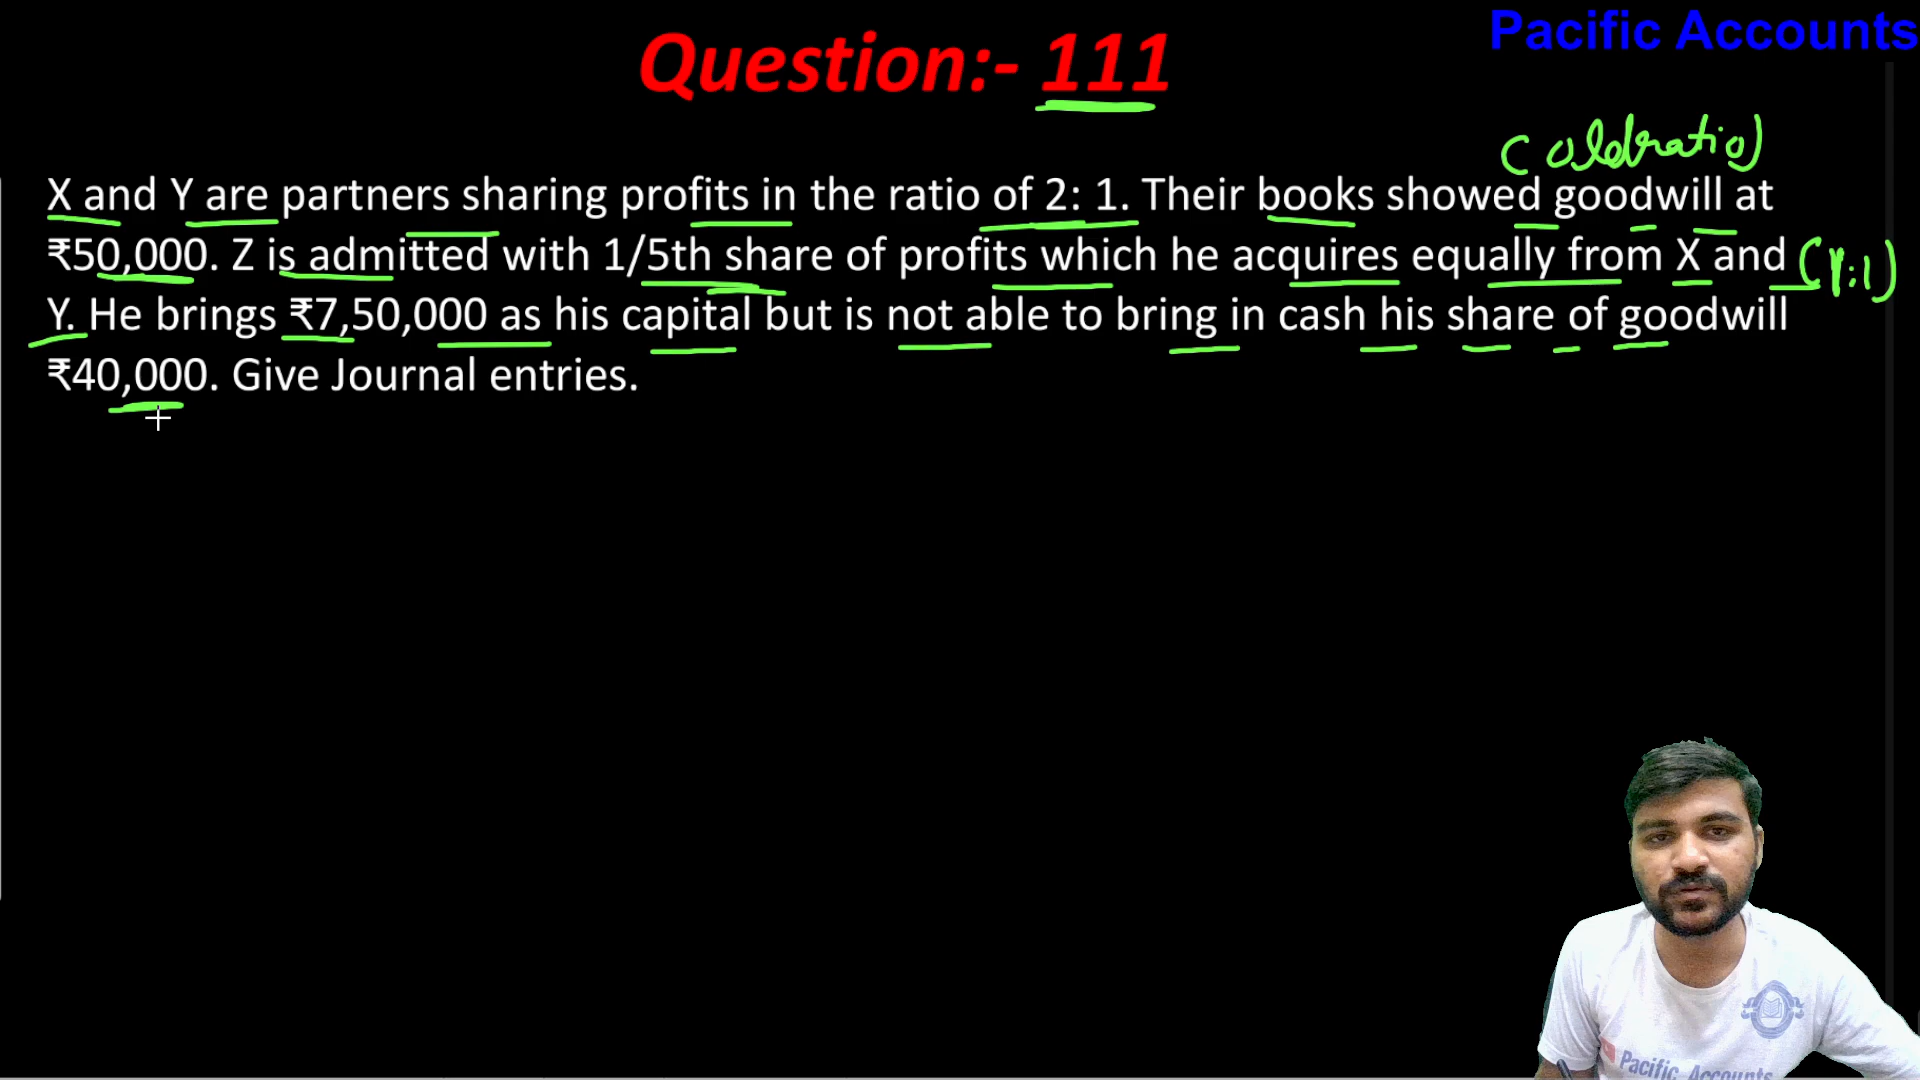 Pacific Accounts
Question:- 111
(old ratio)
X and Y are partners sharing profits in the ratio of 2: 1. Their books showed goodwill at
₹50,000. Z is admitted with 1/5th share of profits which he acquires equally from X and (1:1)
Y. He brings ₹7,50,000 as his capital but is not able to bring in cash his share of goodwill
₹40,000. Give Journal entries.
Pacific Accounts